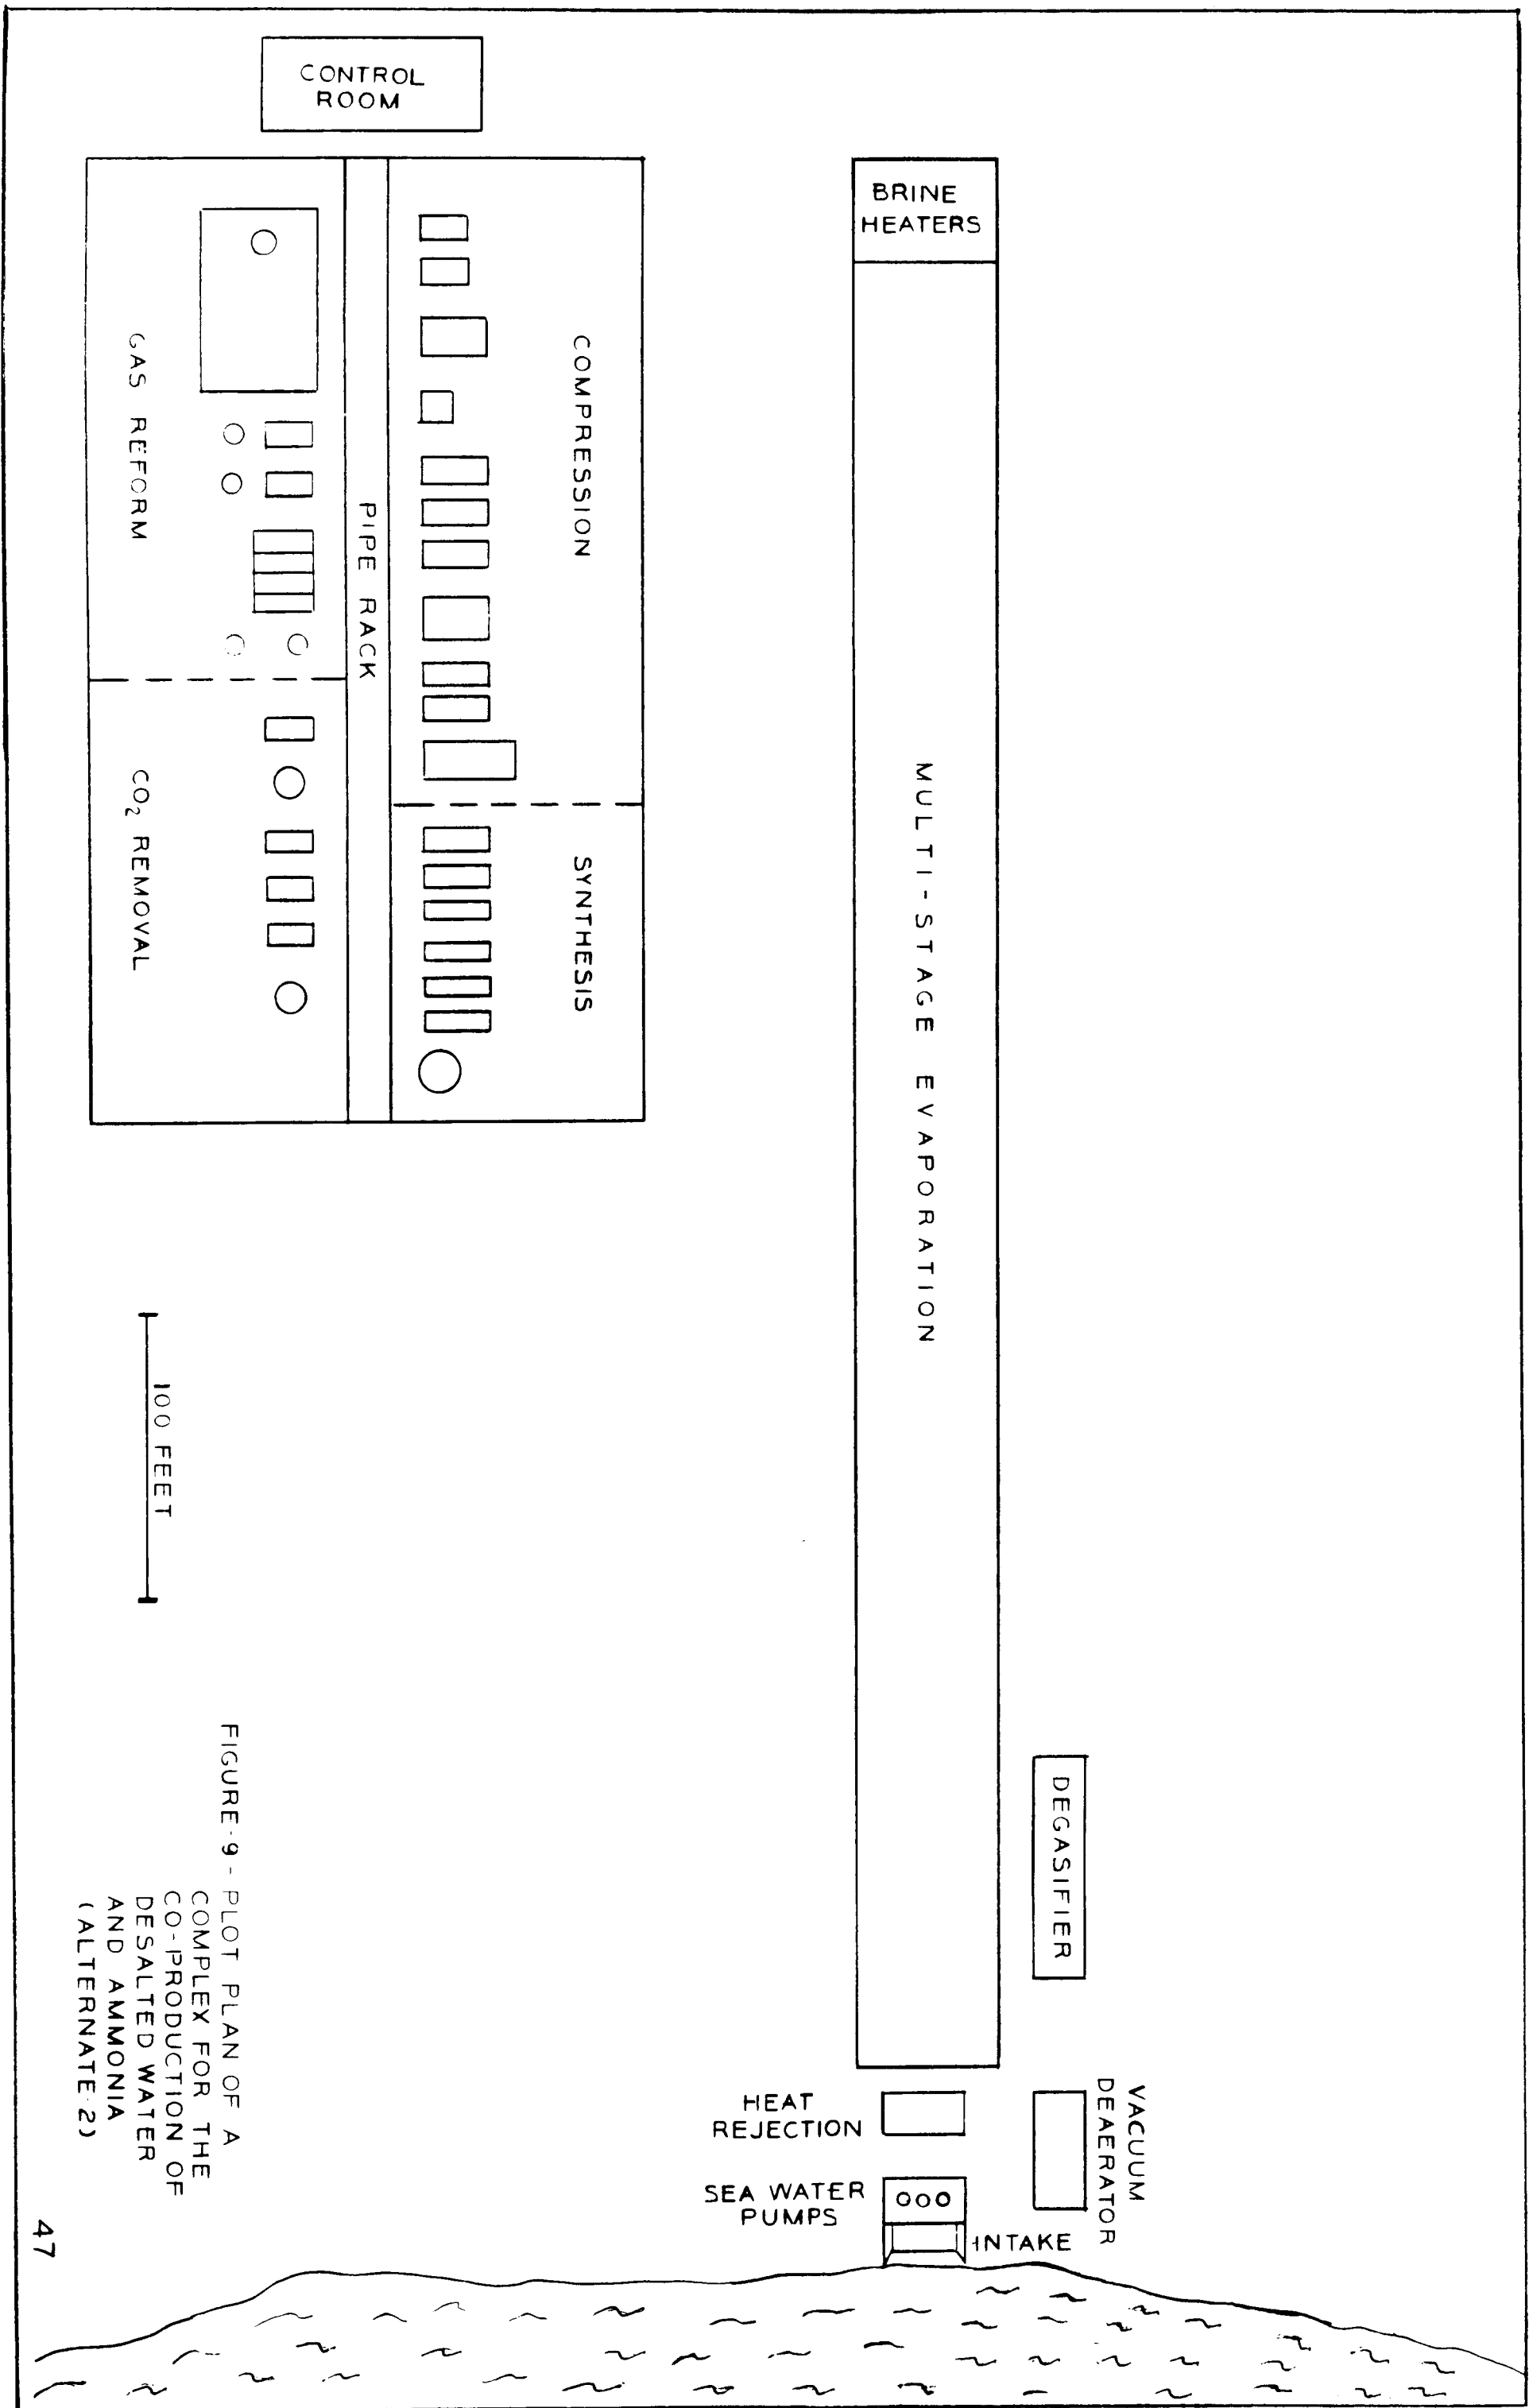 CONTROL
ROOM
BRINE
HEATERS
COMPRESSION
GAS REFORM
PIPE RACK
MULTI-STAGE EVAPORATION
SYNTHESIS
CO₂ REMOVAL
100 FEET
DEGASIFIER
VACUUM
DEAERATOR
HEAT
REJECTION
SEA WATER
PUMPS
INTAKE
FIGURE-9 - PLOT PLAN OF A
COMPLEX FOR THE
CO-PRODUCTION OF
DESALTED WATER
AND AMMONIA
(ALTERNATE-2)
47